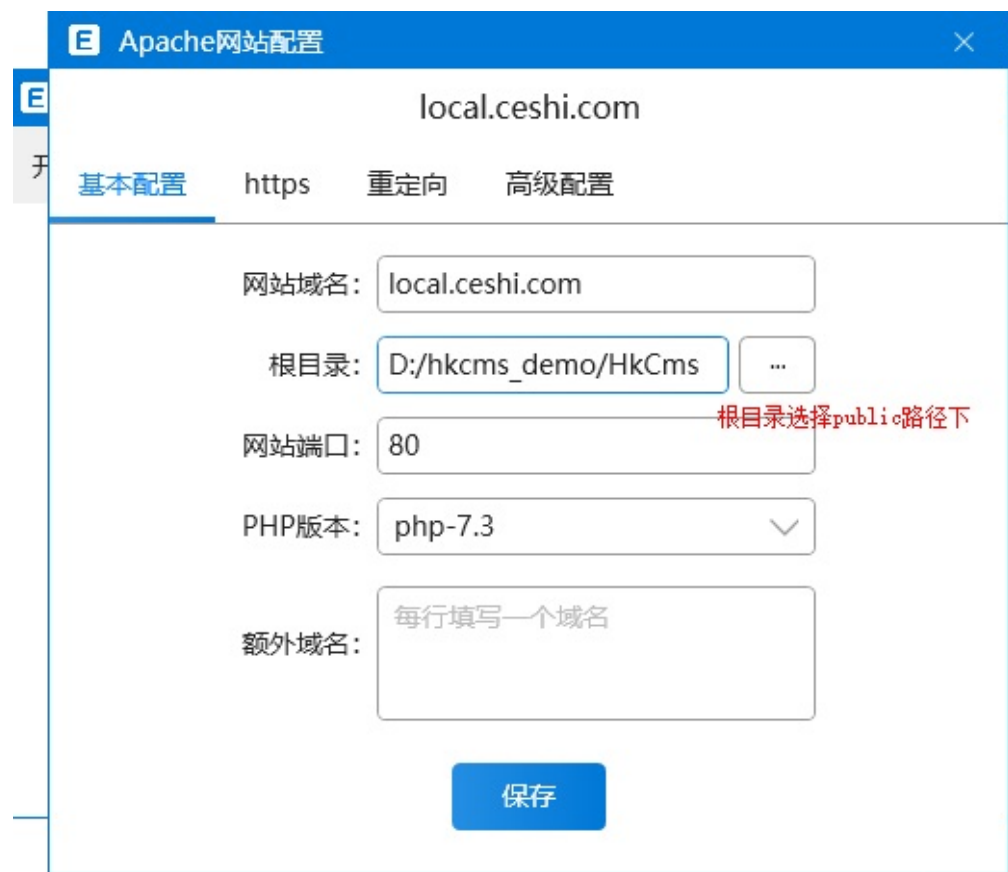 E Apache网站配置
local.ceshi.com
E
开
基本配置 https 重定向 高级配置
网站域名： local.ceshi.com
根目录： D:/hkcms_demo/HkCms ...
根目录选择public路径下
网站端口： 80
PHP版本： php-7.3
额外域名： 每行填写一个域名
保存